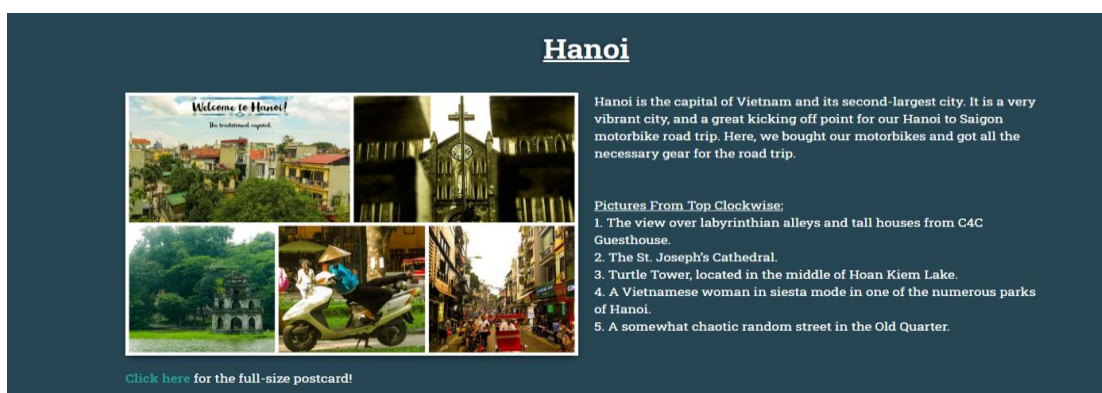 Hanoi
Welcome to Hanoi!
The traditional capital.
Hanoi is the capital of Vietnam and its second-largest city. It is a very
vibrant city, and a great kicking off point for our Hanoi to Saigon
motorbike road trip. Here, we bought our motorbikes and got all the
necessary gear for the road trip.
Pictures From Top Clockwise:
1. The view over labyrinthian alleys and tall houses from C4C
Guesthouse.
2. The St. Joseph's Cathedral.
3. Turtle Tower, located in the middle of Hoan Kiem Lake.
4. A Vietnamese woman in siesta mode in one of the numerous parks
of Hanoi.
5. A somewhat chaotic random street in the Old Quarter.
Click here for the full-size postcard!